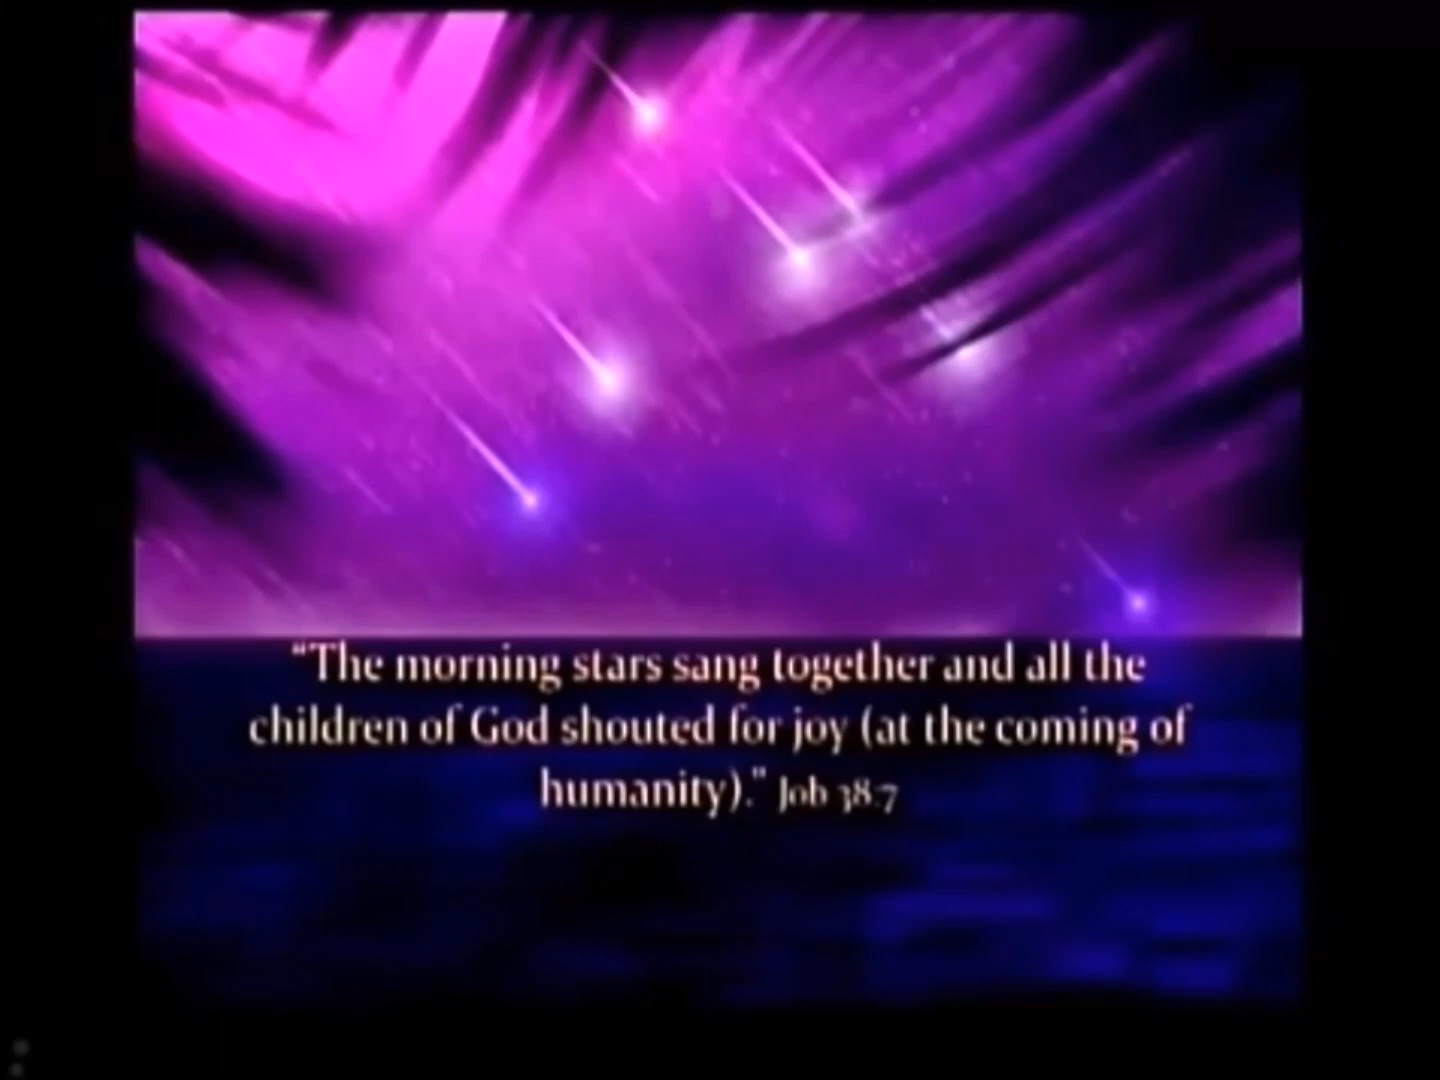 “The morning stars sang together and all the
children of God shouted for joy (at the coming of
humanity)." Job 38:7